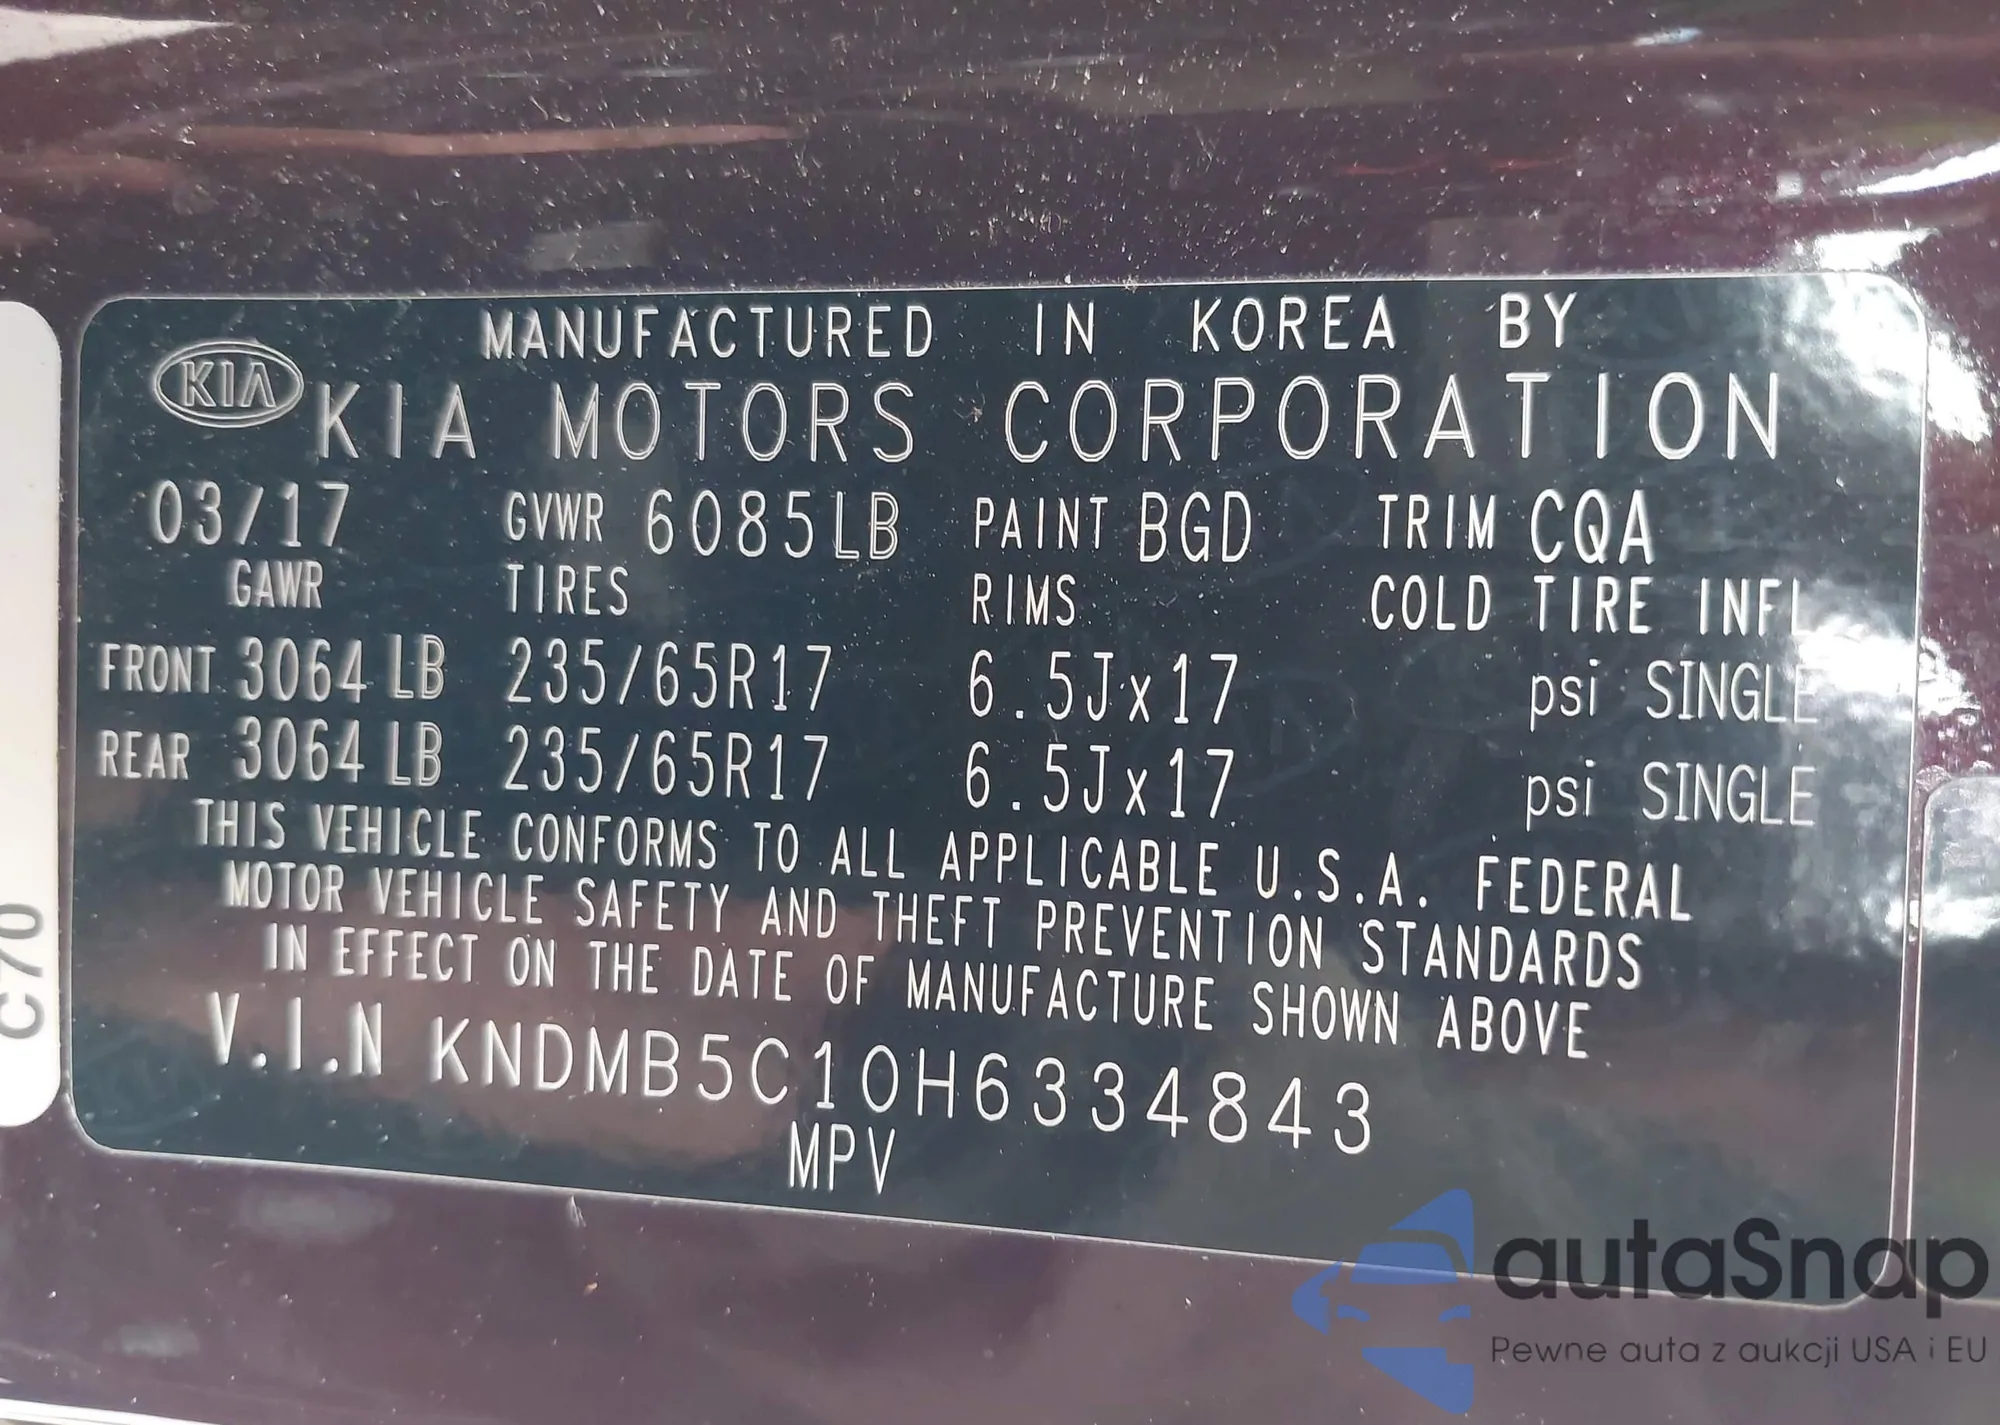 MANUFACTURED IN KOREA BY
KIA KIA MOTORS CORPORATION
03/17 GVWR 6085LB PAINT BGD TRIM CQA
GAWR TIRES RIMS COLD TIRE INFL
FRONT 3064 LB 235/65R17 6.5Jx17 psi SINGLE
REAR 3064 LB 235/65R17 6.5Jx17 psi SINGLE
THIS VEHICLE CONFORMS TO ALL APPLICABLE U.S.A. FEDERAL
MOTOR VEHICLE SAFETY AND THEFT PREVENTION STANDARDS
IN EFFECT ON THE DATE OF MANUFACTURE SHOWN ABOVE
V.I.N KNDMB5C10H6334843
MPV
C70
autaSnap
Pewne auta z aukcji USA i EU